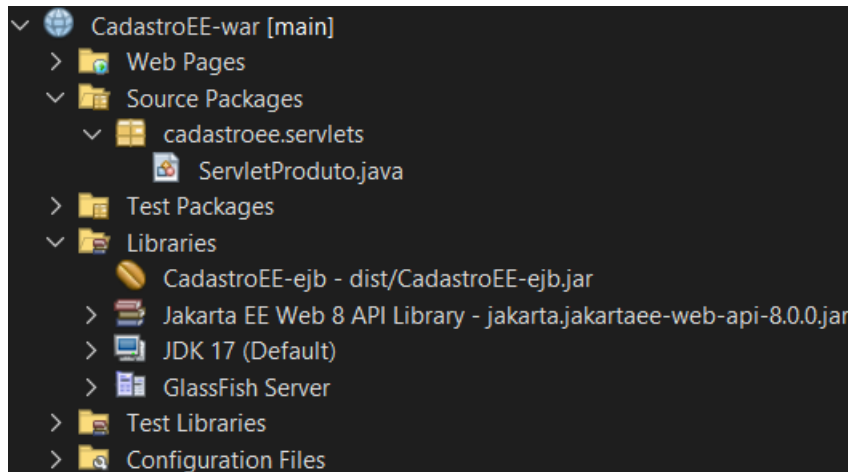 CadastroEE-war [main]
Web Pages
Source Packages
cadastroee.servlets
ServletProduto.java
Test Packages
Libraries
CadastroEE-ejb - dist/CadastroEE-ejb.jar
Jakarta EE Web 8 API Library - jakarta.jakartaee-web-api-8.0.0.jar
JDK 17 (Default)
GlassFish Server
Test Libraries
Configuration Files